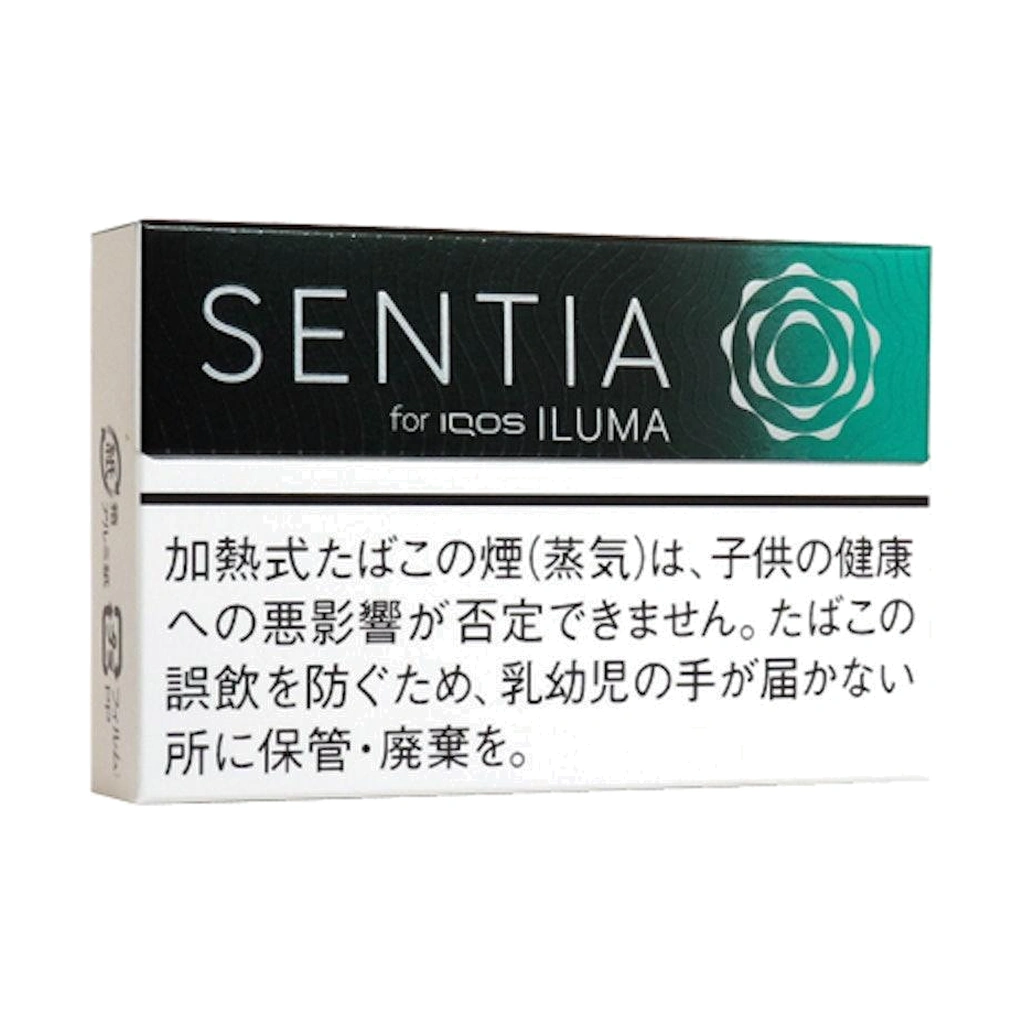 SENTIA
for IQOS ILUMA
加熱式たばこの煙(蒸気)は、子供の健康
への悪影響が否定できません。たばこの
誤飲を防ぐため、乳幼児の手が届かない
所に保管・廃棄を。